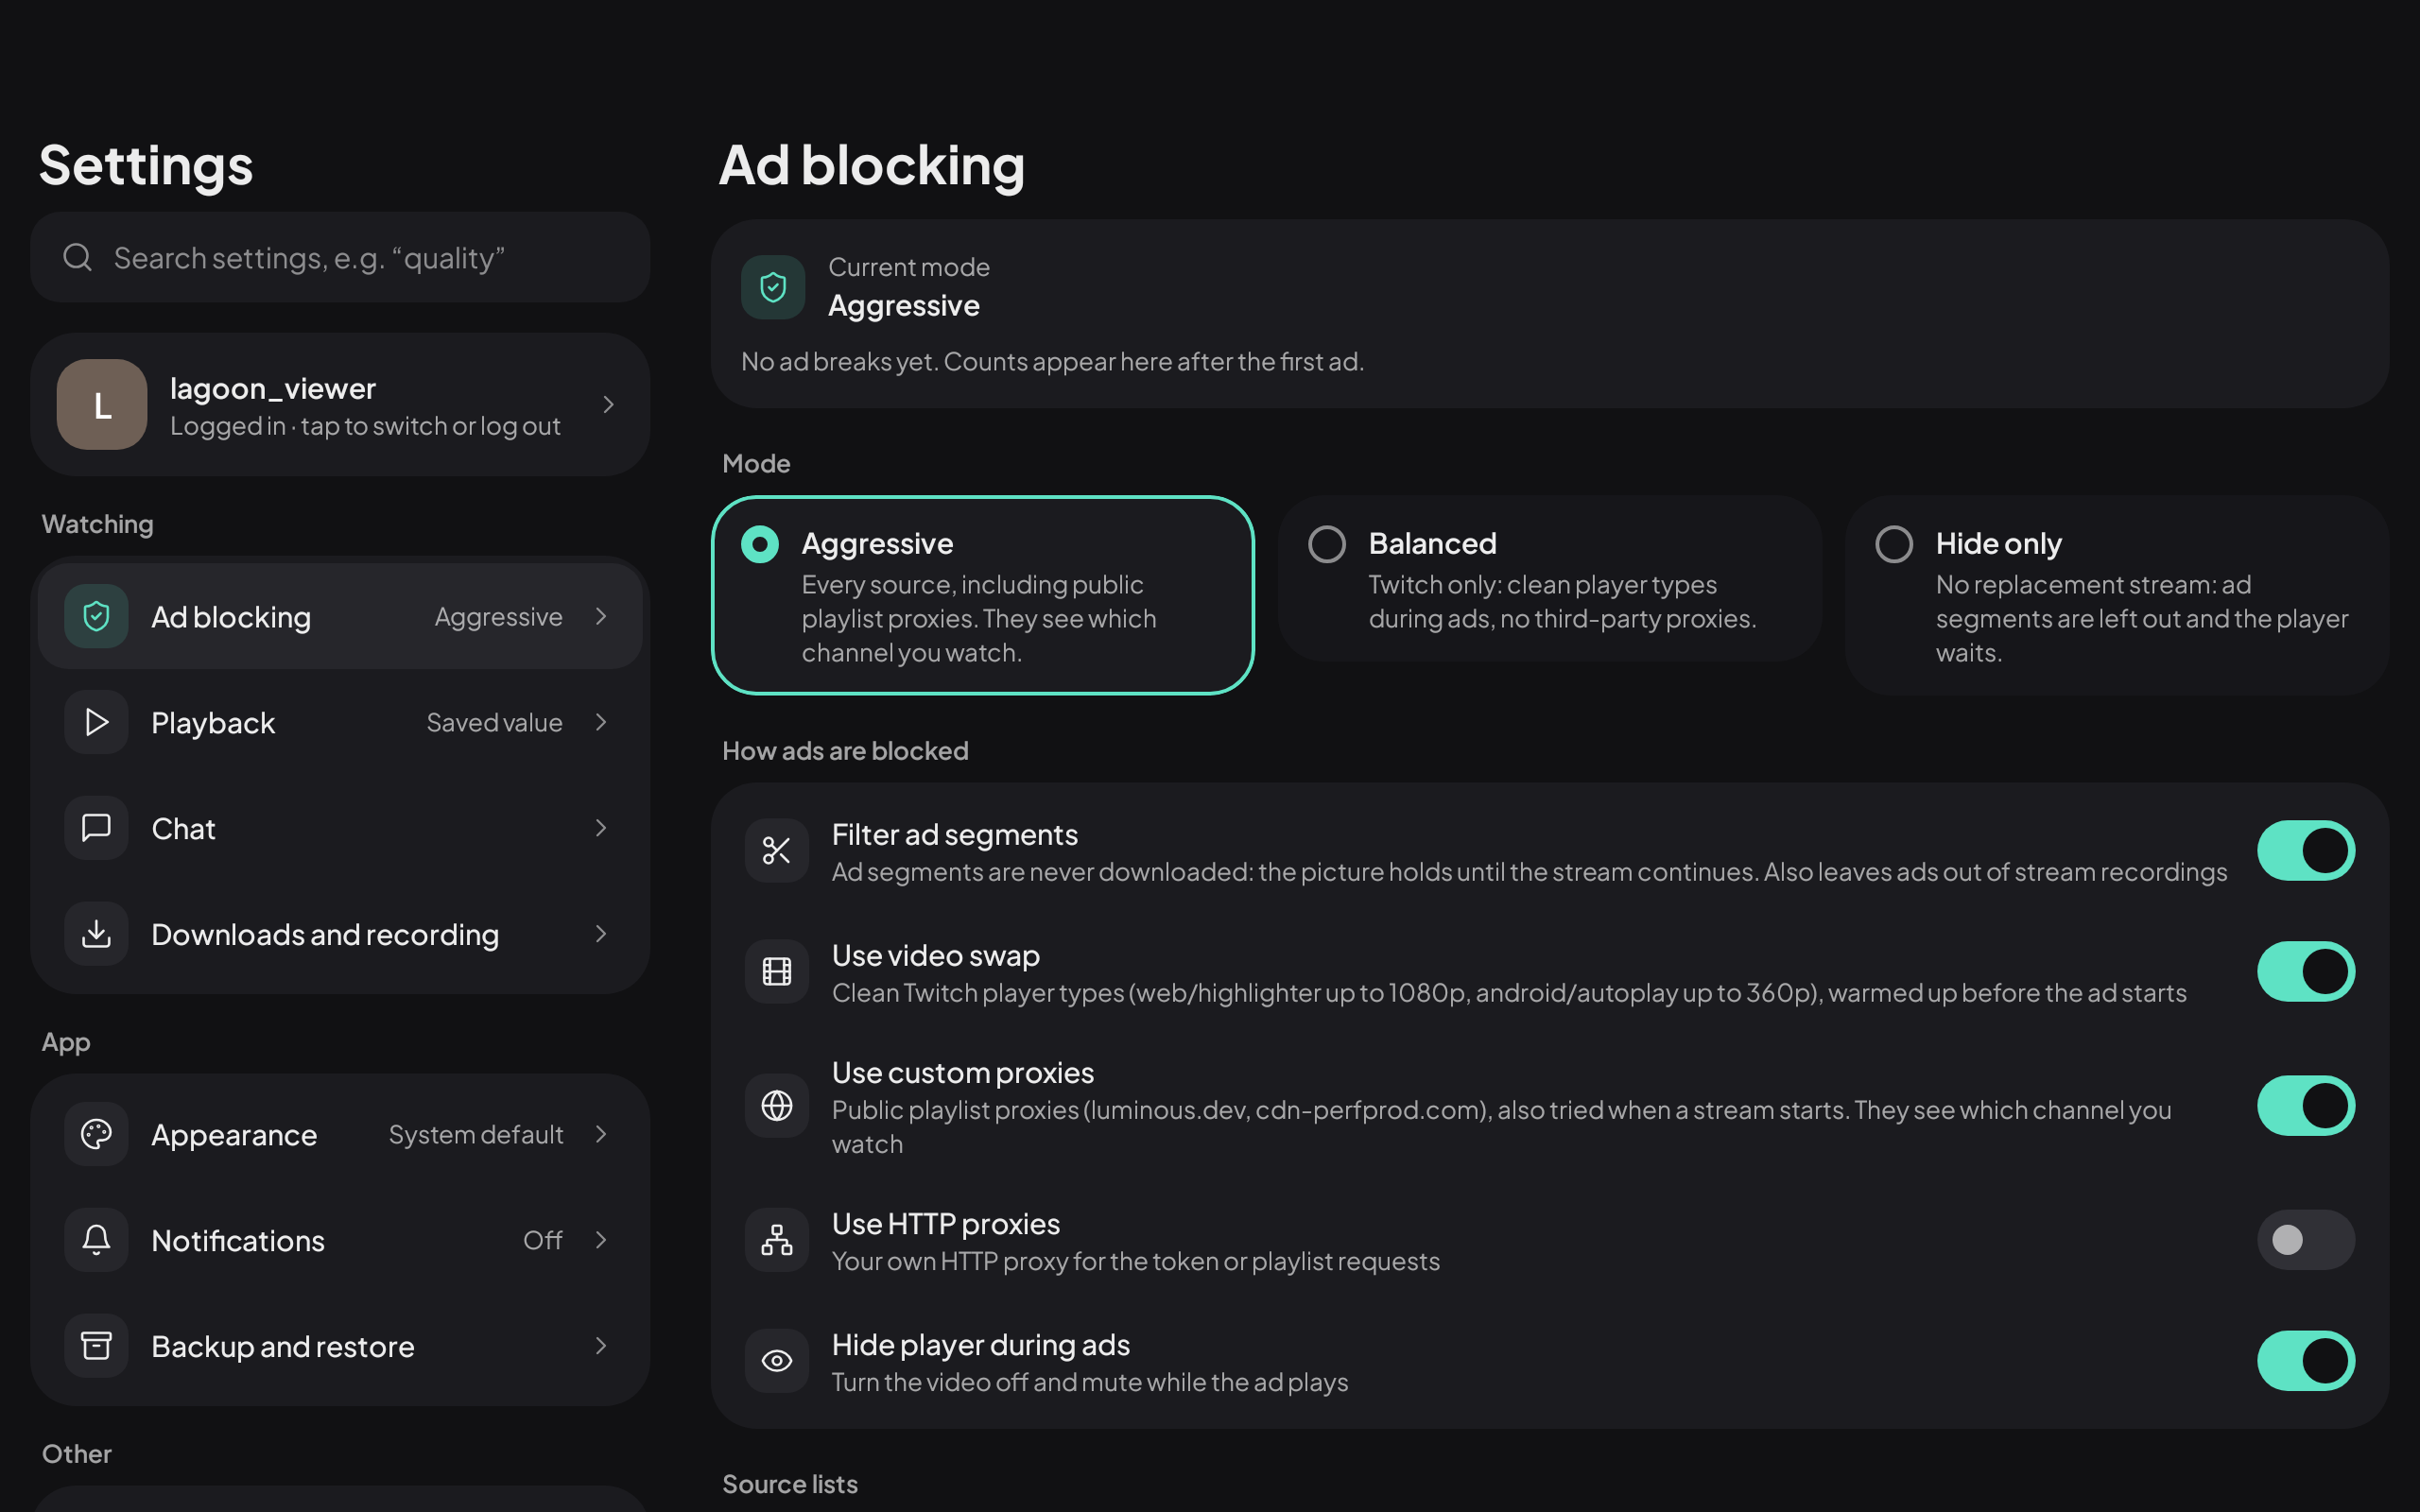 Settings
Search settings, e.g. “quality”
L
lagoon_viewer
Logged in · tap to switch or log out
Watching
Ad blocking
Aggressive
Playback
Saved value
Chat
Downloads and recording
App
Appearance
System default
Notifications
Off
Backup and restore
Other
Ad blocking
Current mode
Aggressive
No ad breaks yet. Counts appear here after the first ad.
Mode
Aggressive
Every source, including public
playlist proxies. They see which
channel you watch.
Balanced
Twitch only: clean player types
during ads, no third-party proxies.
Hide only
No replacement stream: ad
segments are left out and the player
waits.
How ads are blocked
Filter ad segments
Ad segments are never downloaded: the picture holds until the stream continues. Also leaves ads out of stream recordings
Use video swap
Clean Twitch player types (web/highlighter up to 1080p, android/autoplay up to 360p), warmed up before the ad starts
Use custom proxies
Public playlist proxies (luminous.dev, cdn-perfprod.com), also tried when a stream starts. They see which channel you
watch
Use HTTP proxies
Your own HTTP proxy for the token or playlist requests
Hide player during ads
Turn the video off and mute while the ad plays
Source lists